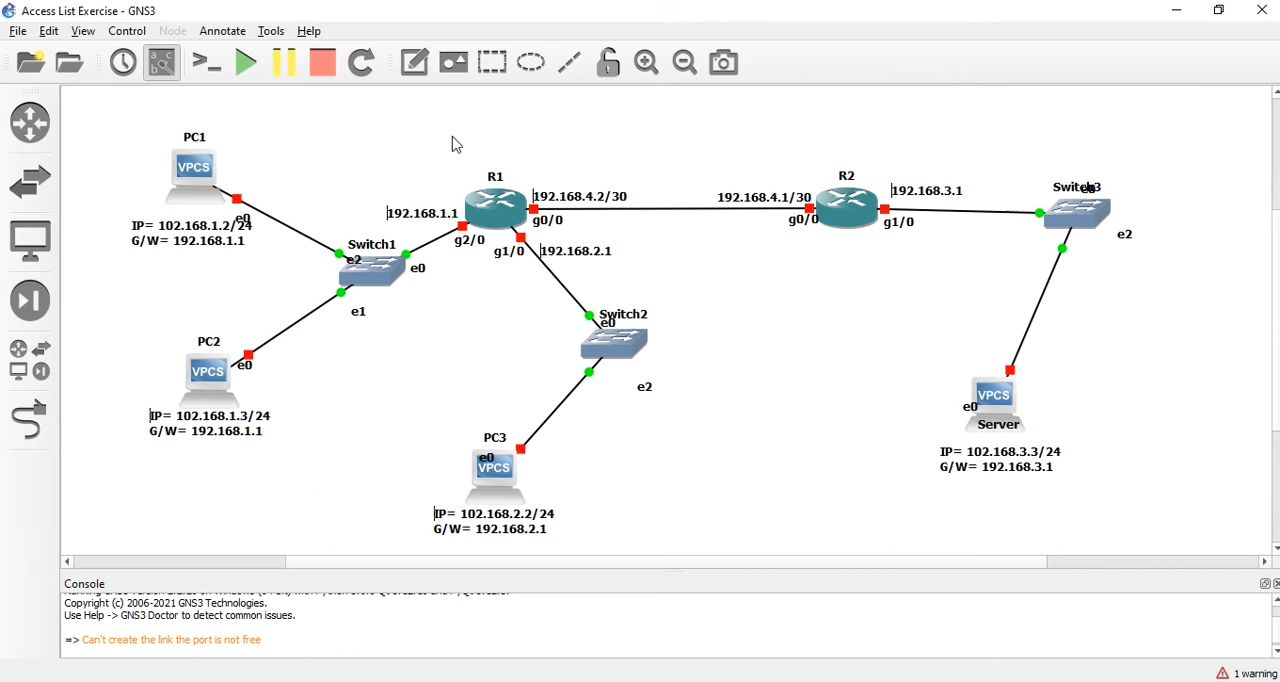 Access List Exercise - GNS3
File Edit View Control Node Annotate Tools Help
PC1
VPCS
e0
IP= 102.168.1.2/24
G/W= 192.168.1.1
Switch1
e2
e0
e1
PC2
VPCS
e0
IP= 102.168.1.3/24
G/W= 192.168.1.1
R1
192.168.1.1
g2/0
192.168.4.2/30
g0/0
g1/0
192.168.2.1
Switch2
e0
e2
PC3
e0
VPCS
IP= 102.168.2.2/24
G/W= 192.168.2.1
R2
192.168.4.1/30
g0/0
192.168.3.1
g1/0
Switch3
e0
e2
VPCS
e0
Server
IP= 102.168.3.3/24
G/W= 192.168.3.1
Console
Copyright (c) 2006-2021 GNS3 Technologies.
Use Help -> GNS3 Doctor to detect common issues.
=> Can't create the link the port is not free
1 warning